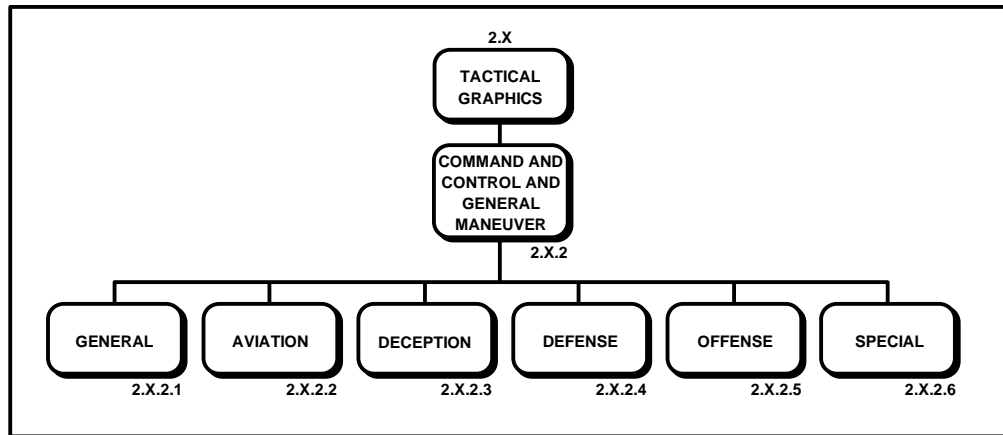 2.X
TACTICAL
GRAPHICS
COMMAND AND
CONTROL AND
GENERAL
MANEUVER
2.X.2
GENERAL
AVIATION
DECEPTION
DEFENSE
OFFENSE
SPECIAL
2.X.2.1
2.X.2.2
2.X.2.3
2.X.2.4
2.X.2.5
2.X.2.6